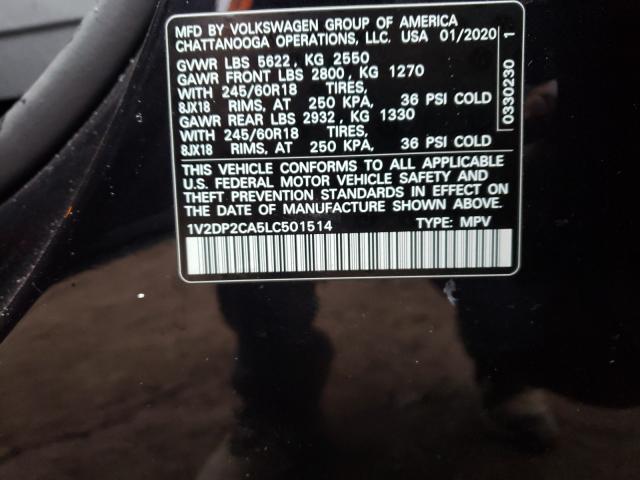 MFD BY VOLKSWAGEN GROUP OF AMERICA
CHATTANOOGA OPERATIONS, LLC. USA 01/2020
GVWR LBS 5622, KG 2550
GAWR FRONT LBS 2800, KG 1270
WITH 245/60R18 TIRES,
8JX18 RIMS, AT 250 KPA, 36 PSI COLD
GAWR REAR LBS 2932, KG 1330
WITH 245/60R18 TIRES,
8JX18 RIMS, AT 250 KPA, 36 PSI COLD
THIS VEHICLE CONFORMS TO ALL APPLICABLE
U.S. FEDERAL MOTOR VEHICLE SAFETY AND
THEFT PREVENTION STANDARDS IN EFFECT ON
THE DATE OF MANUFACTURE SHOWN ABOVE.
1V2DP2CA5LC501514 TYPE: MPV
0330230 1